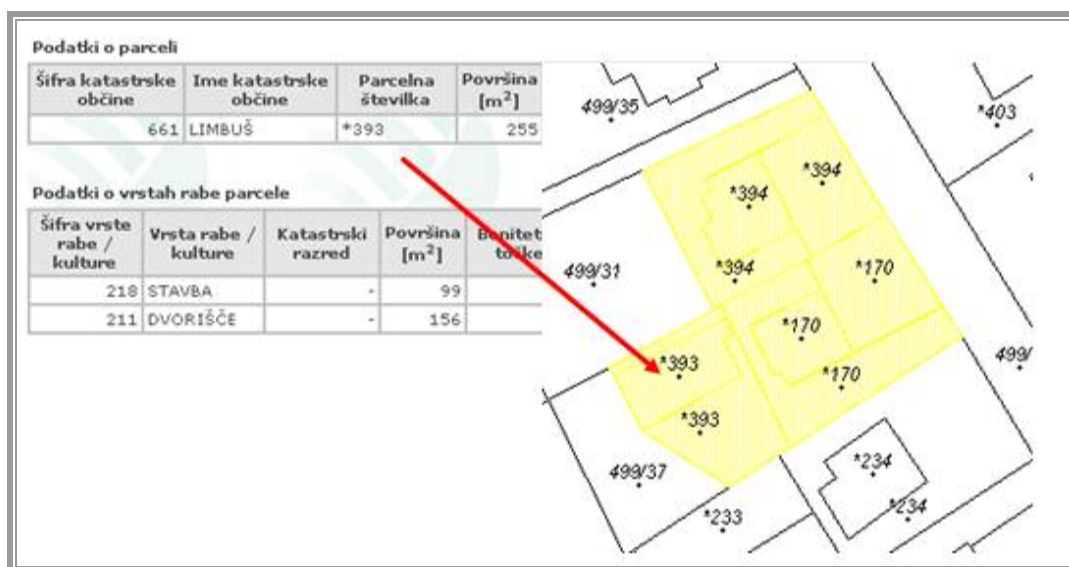 Podatki o parceli
Šifra katastrske občine Ime katastrske občine Parcelna številka Površina [m²]
661 LIMBUŠ *393 255
Podatki o vrstah rabe parcele
Šifra vrste rabe / kulture Vrsta rabe / kulture Katastrski razred Površina [m²] Bonitet točke
218 STAVBA - 99
211 DVORIŠČE - 156
499/35
*403
*394
*394
*394
*170
499/31
*170
499/
*393
*170
*393
*234
499/37
*234
*233